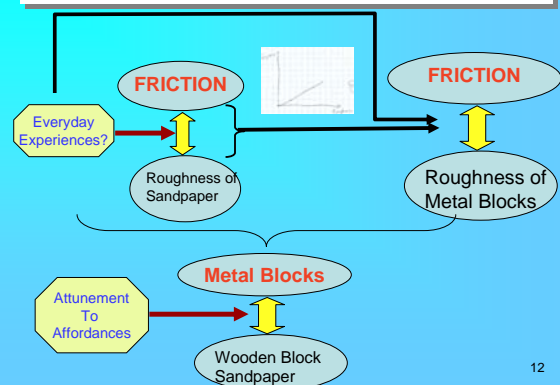 FRICTION
FRICTION
Everyday
Experiences?
Roughness of
Sandpaper
Roughness of
Metal Blocks
Metal Blocks
Attunement
To
Affordances
Wooden Block
Sandpaper
12